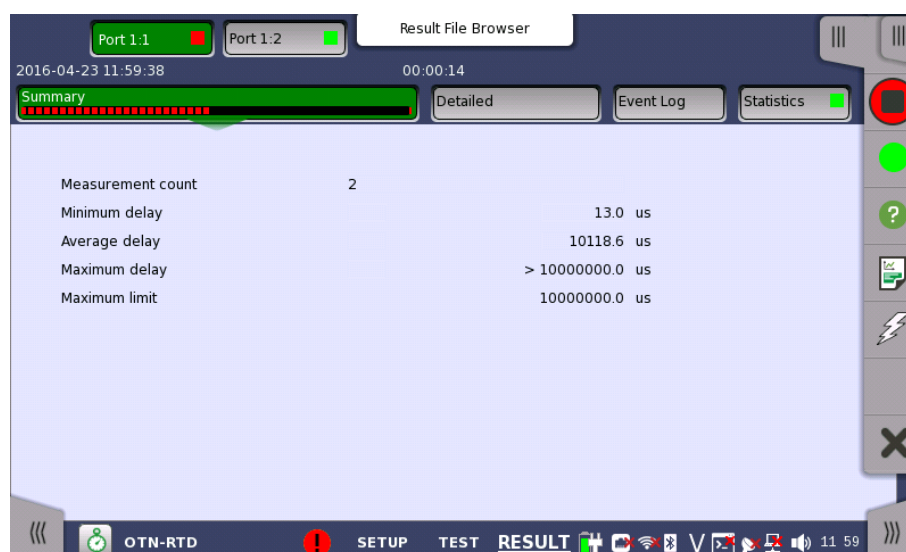 Port 1:1
Port 1:2
Result File Browser
2016-04-23 11:59:38
00:00:14
Summary
Detailed
Event Log
Statistics
Measurement count 2
Minimum delay 13.0 us
Average delay 10118.6 us
Maximum delay > 10000000.0 us
Maximum limit 10000000.0 us
OTN-RTD
SETUP
TEST
RESULT
11 59